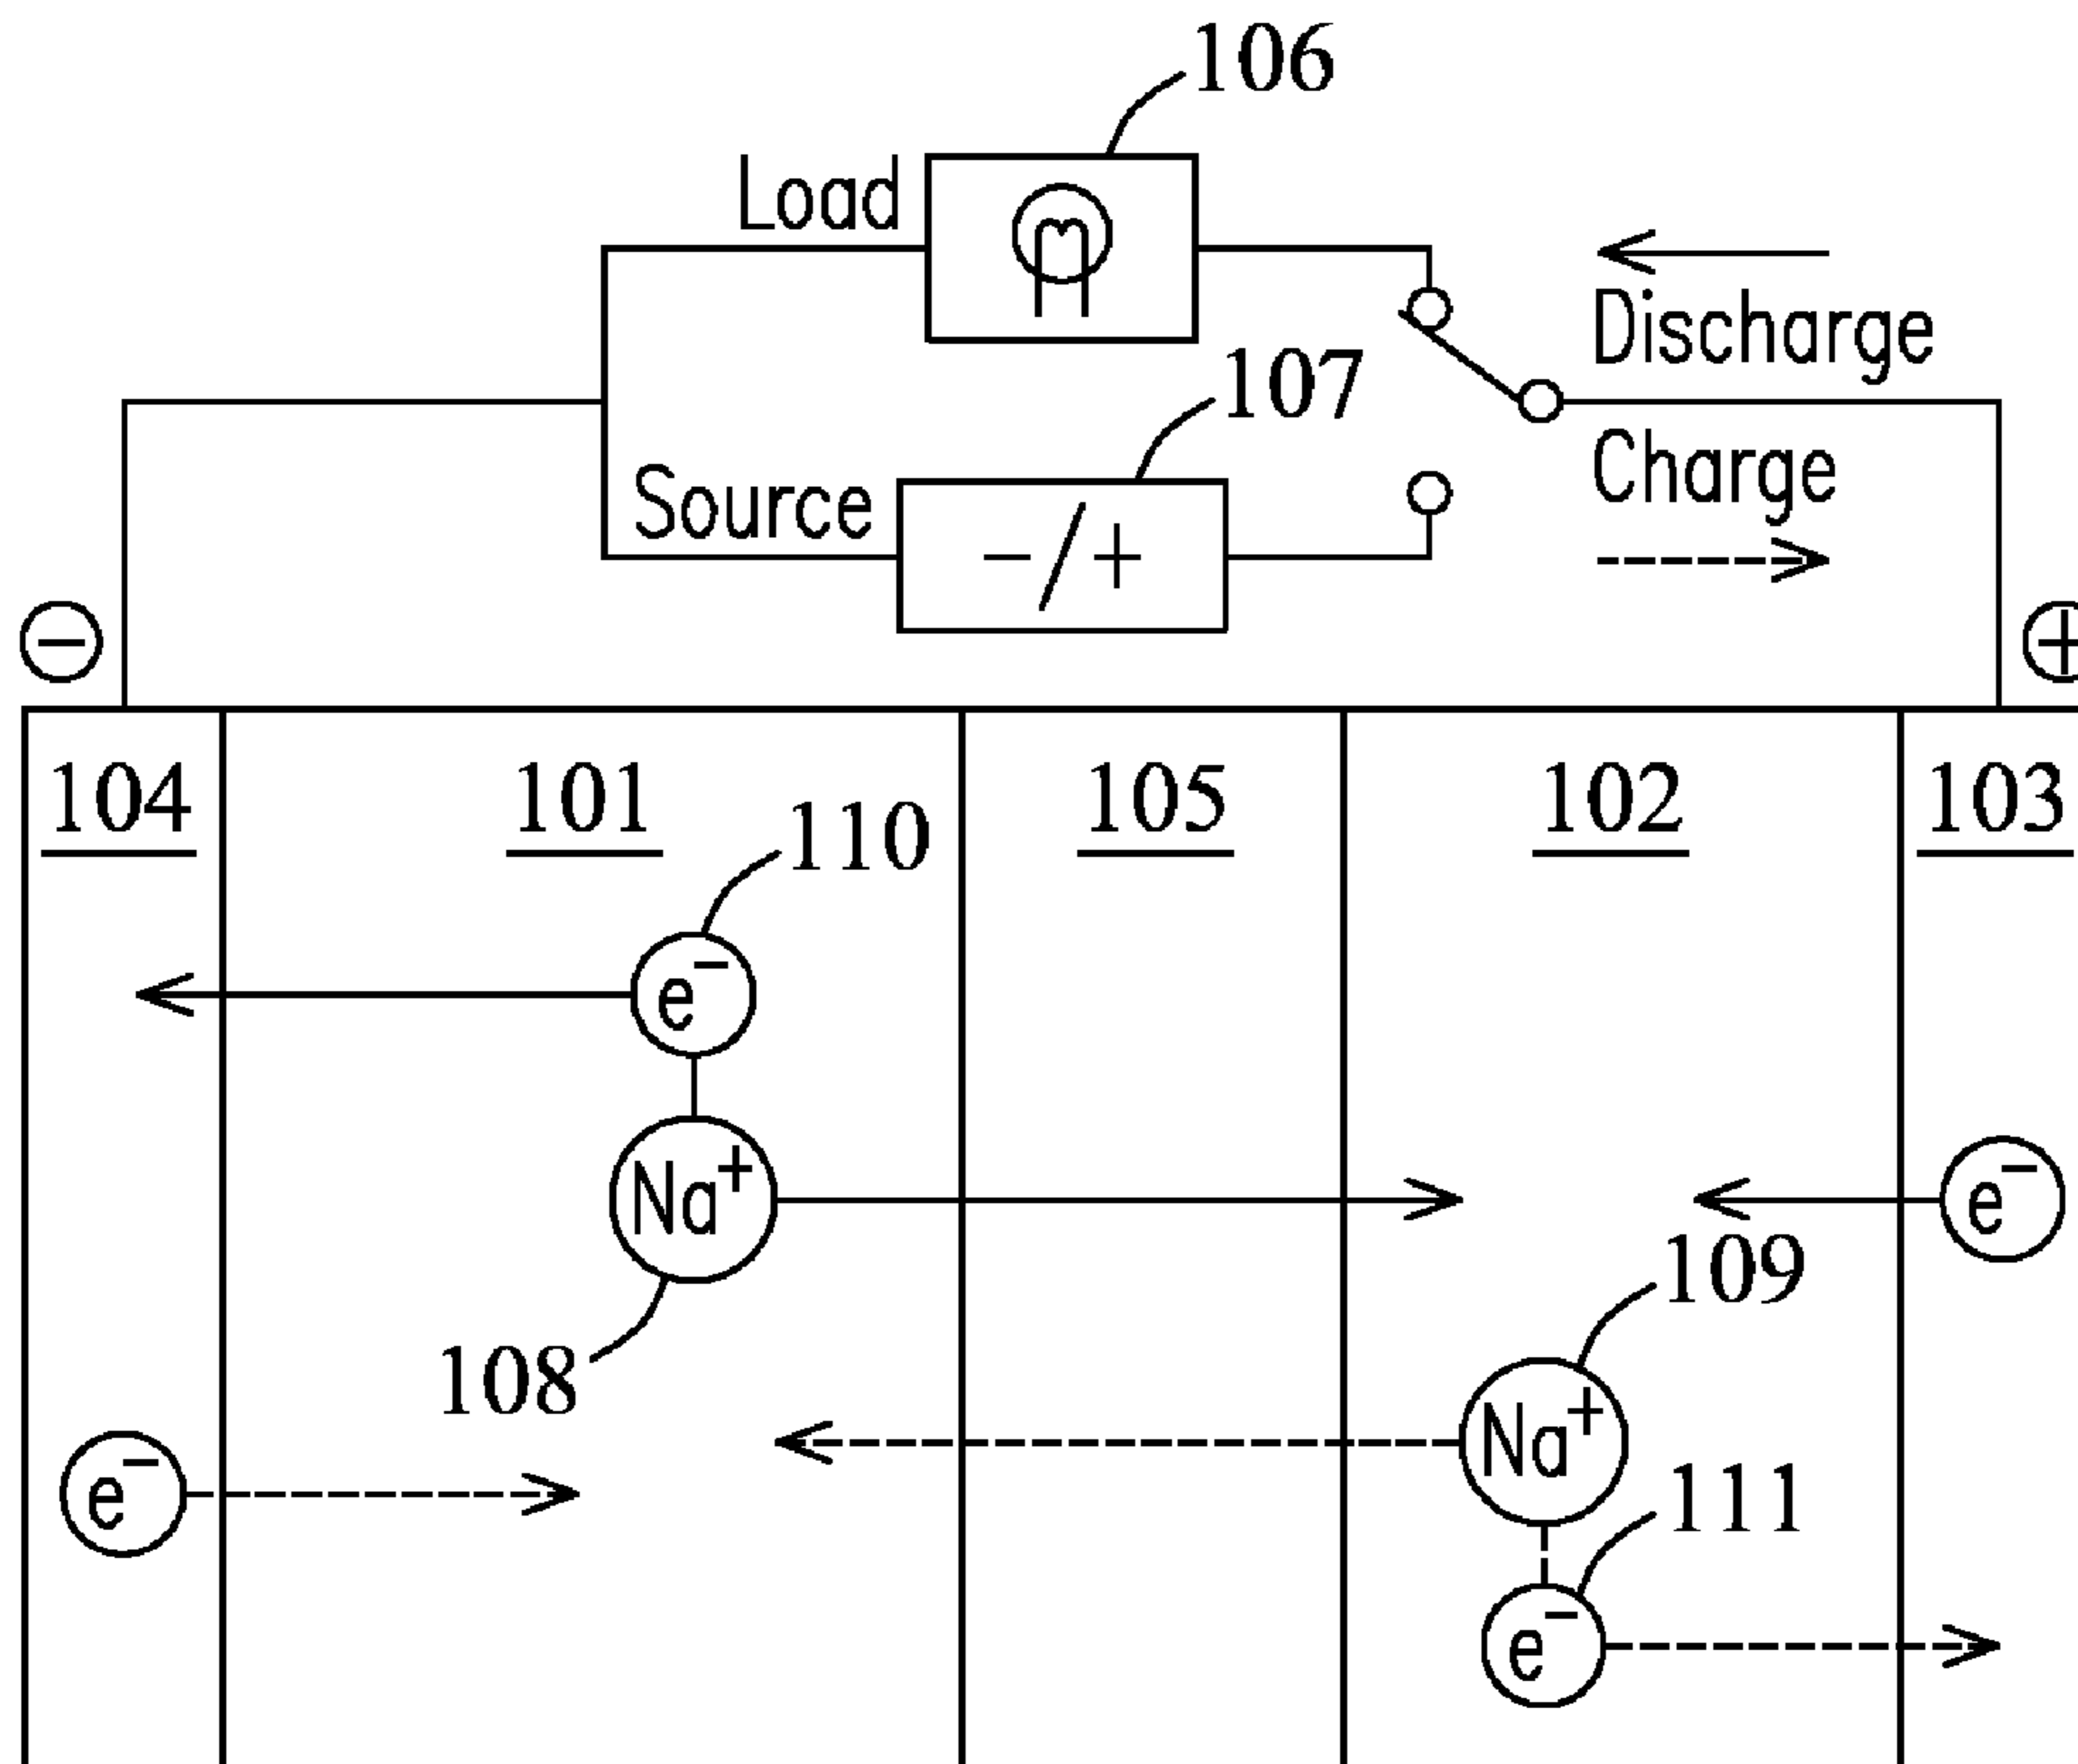 106
Load
Discharge
107
Charge
Source
-/+
⊖
⊕
104
101
105
102
103
110
e⁻
Na⁺
e⁻
109
108
Na⁺
e⁻
111
e⁻